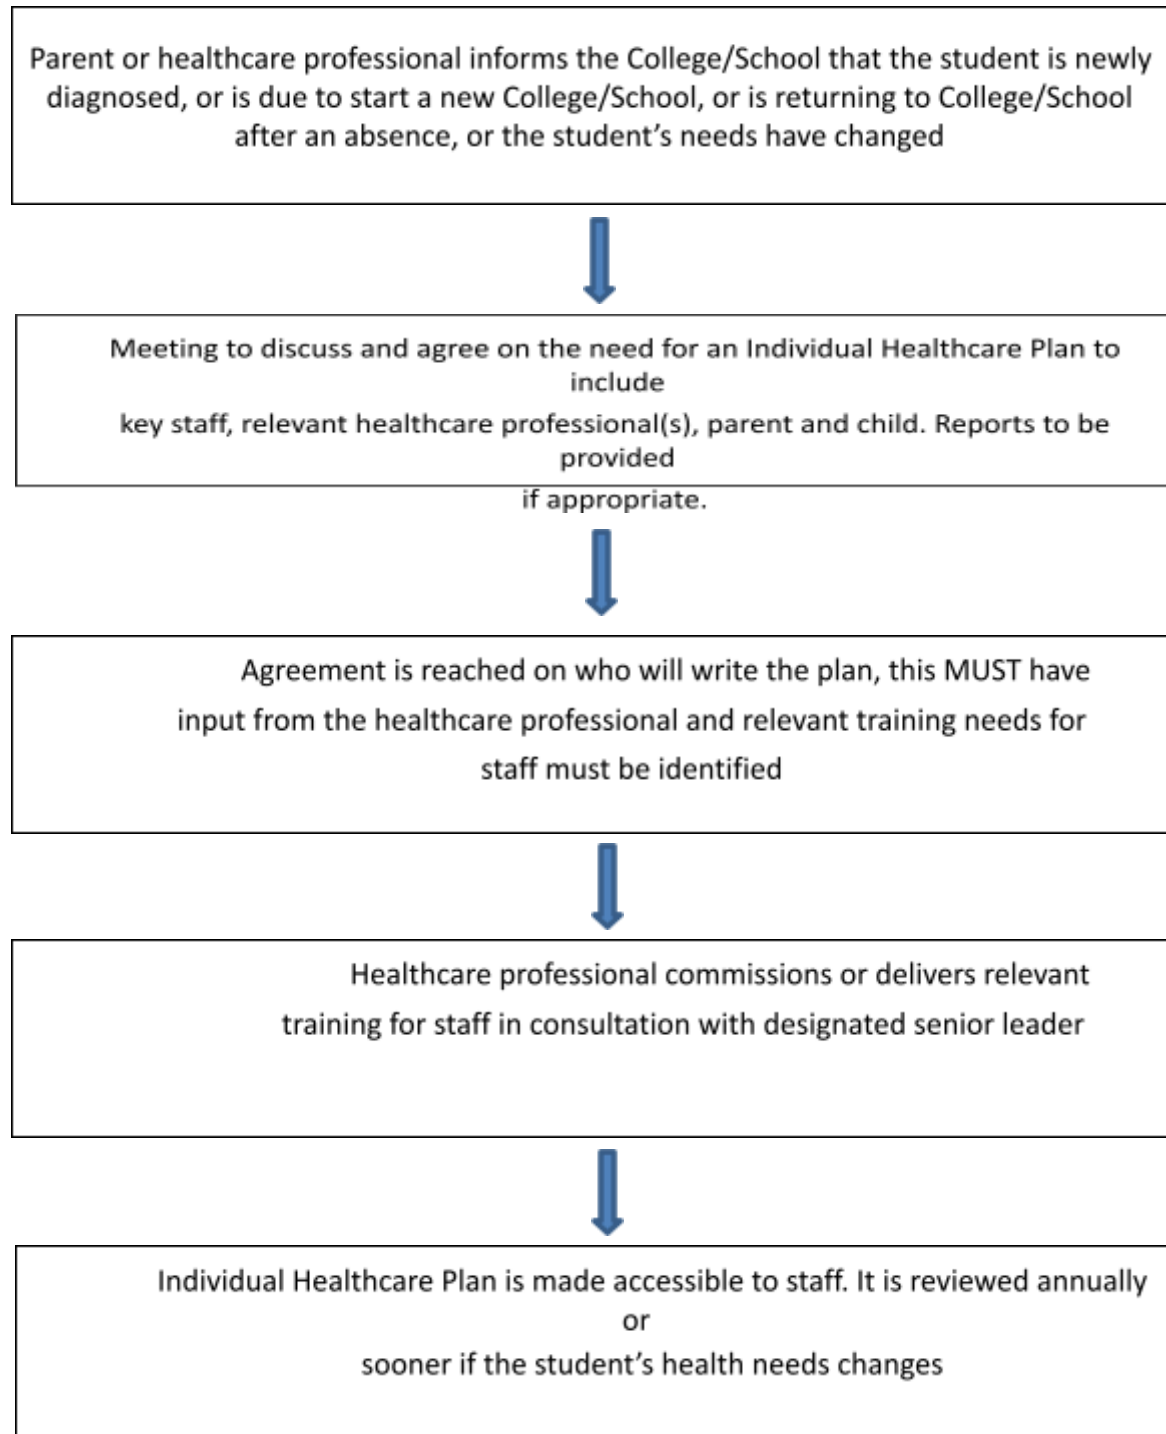 Parent or healthcare professional informs the College/School that the student is newly
diagnosed, or is due to start a new College/School, or is returning to College/School
after an absence, or the student’s needs have changed
Meeting to discuss and agree on the need for an Individual Healthcare Plan to
include
key staff, relevant healthcare professional(s), parent and child. Reports to be
provided
if appropriate.
Agreement is reached on who will write the plan, this MUST have
input from the healthcare professional and relevant training needs for
staff must be identified
Healthcare professional commissions or delivers relevant
training for staff in consultation with designated senior leader
Individual Healthcare Plan is made accessible to staff. It is reviewed annually
or
sooner if the student’s health needs changes